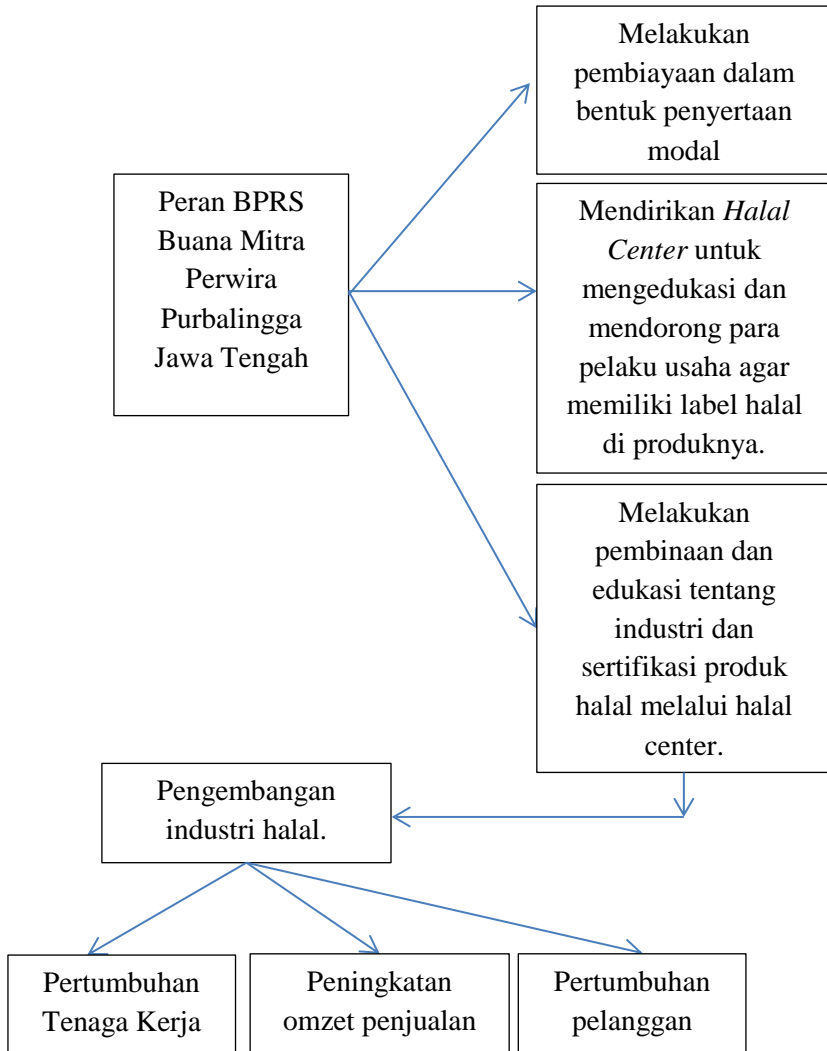 Melakukan
pembiayaan dalam
bentuk penyertaan
modal
Peran BPRS
Buana Mitra
Perwira
Purbalingga
Jawa Tengah
Mendirikan Halal
Center untuk
mengedukasi dan
mendorong para
pelaku usaha agar
memiliki label halal
di produknya.
Melakukan
pembinaan dan
edukasi tentang
industri dan
sertifikasi produk
halal melalui halal
center.
Pengembangan
industri halal.
Pertumbuhan
Tenaga Kerja
Peningkatan
omzet penjualan
Pertumbuhan
pelanggan